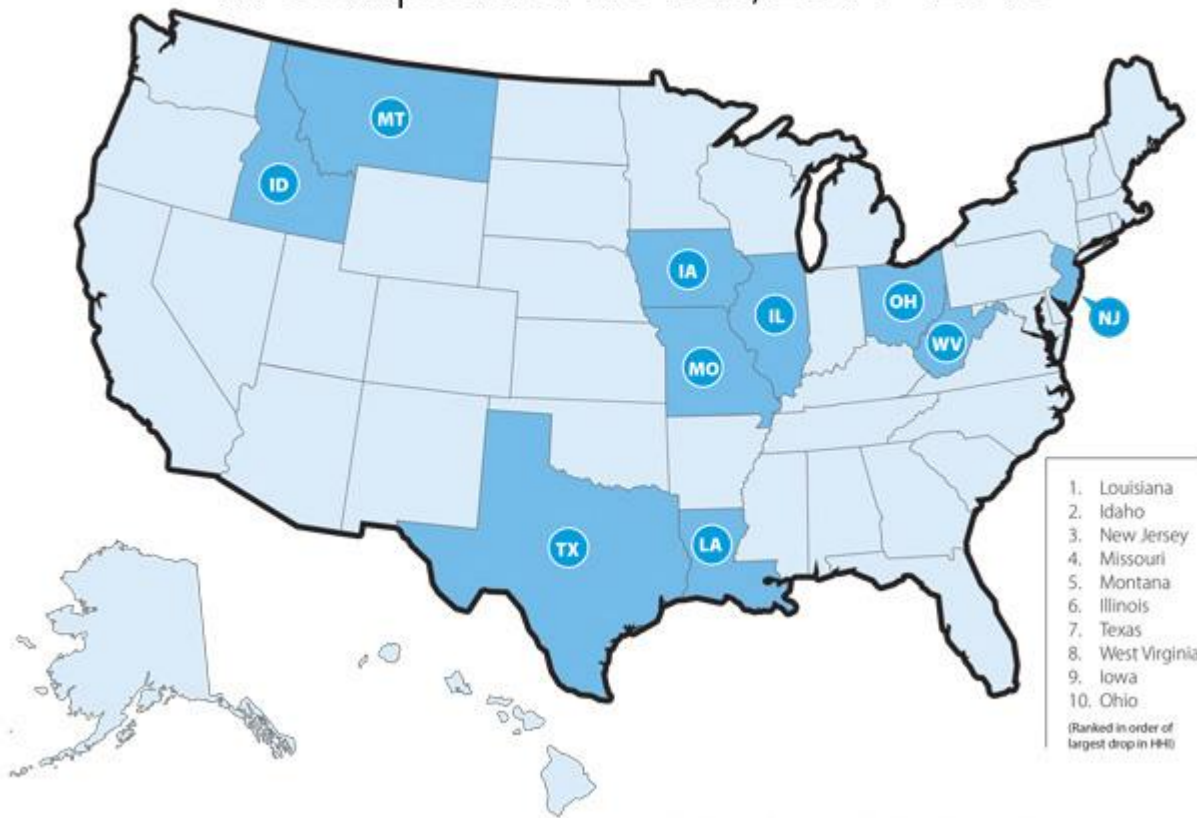 MT
ID
IA
IL
OH
NJ
WV
MO
TX
LA
1. Louisiana
2. Idaho
3. New Jersey
4. Missouri
5. Montana
6. Illinois
7. Texas
8. West Virginia
9. Iowa
10. Ohio
(Ranked in order of
largest drop in HHI)